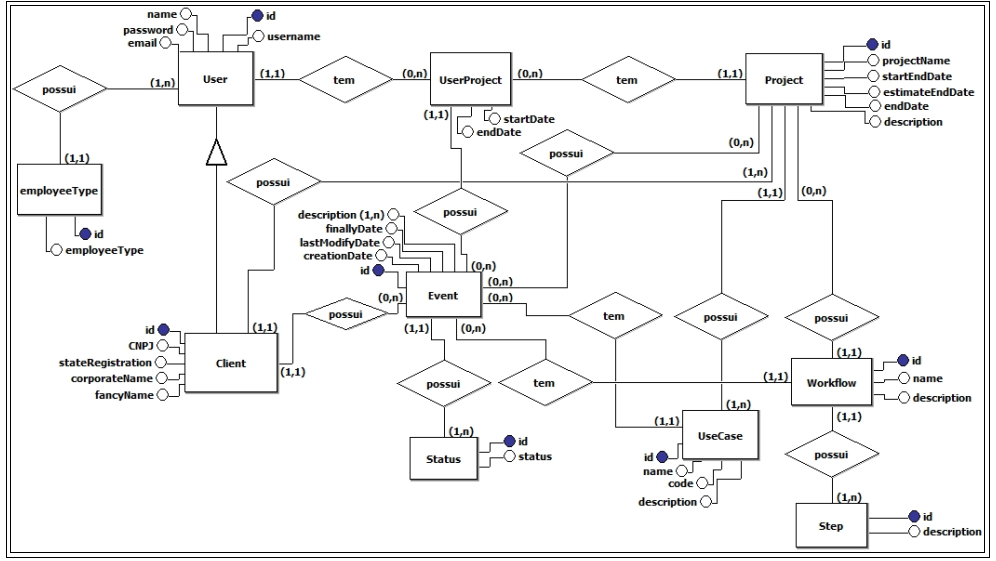 name
id
password
username
email
User
(1,n)
(1,1)
tem
(0,n)
UserProject
(0,n)
tem
(1,1)
Project
id
projectName
startEndDate
estimateEndDate
endDate
description
possui
(1,1)
startDate
endDate
(1,1)
employeeType
id
employeeType
possui
possui
(0,n)
(1,n)
(1,1)
(0,n)
possui
description (1,n)
finallyDate
lastModifyDate
creationDate
id
(0,n)
(0,n)
(0,n)
Event
(0,n)
(1,1)
(0,n)
possui
tem
possui
possui
id
CNPJ
stateRegistration
corporateName
fancyName
(1,1)
Client
(1,1)
possui
tem
(1,1)
(1,1)
Workflow
id
name
description
(1,1)
(1,n)
Status
id
status
(1,n)
(1,1)
UseCase
id
name
code
description
possui
(1,n)
Step
id
description